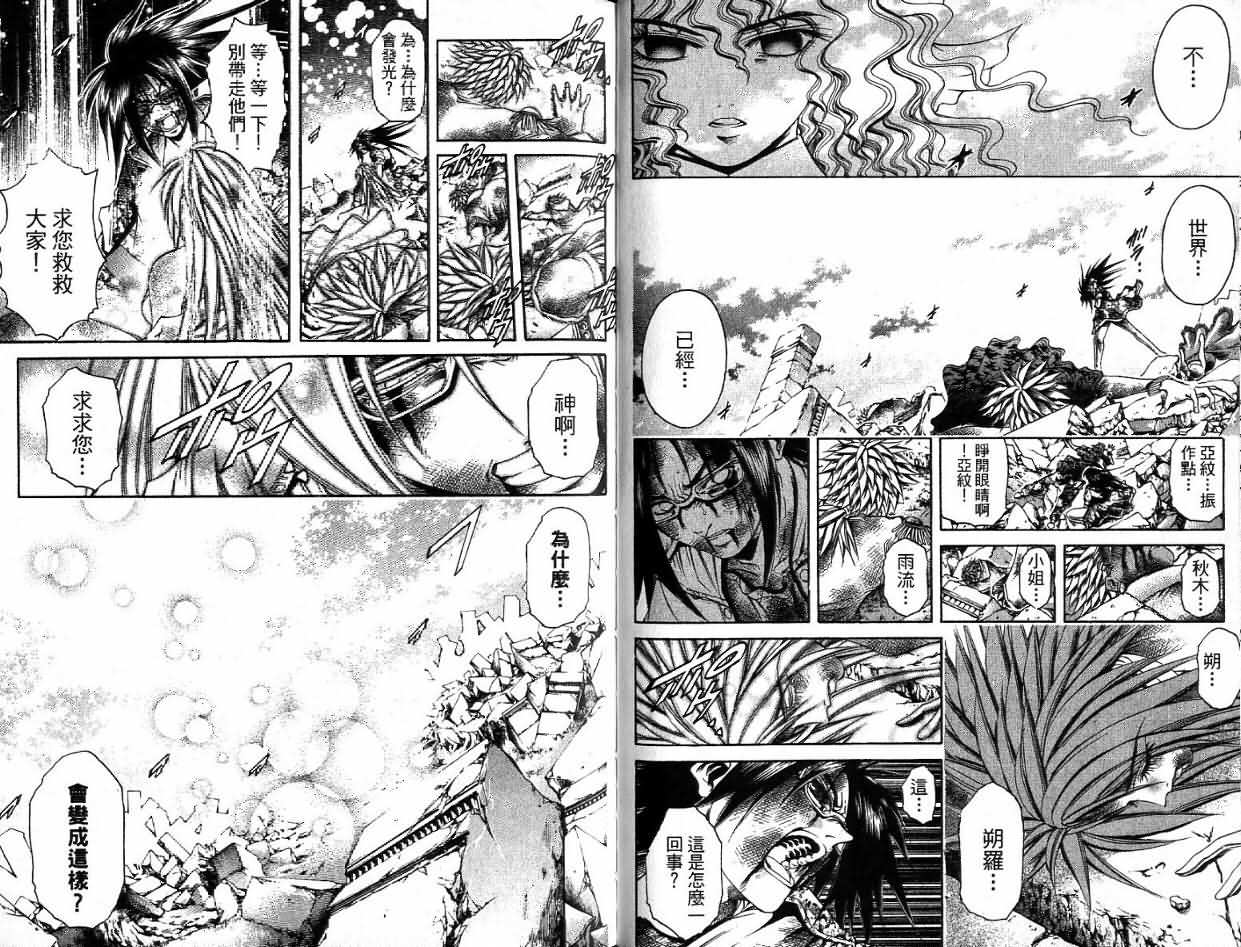 不…
世界…
已經…
亞紋…振
作點…
睜開眼睛啊
！亞紋！
秋木…
小姐…
雨流…
朔…
朔羅…
這…
這是怎麼一
回事？
為…為什麼
會發光？
等…等一下！
別帶走他們！
求您救救
大家！
神啊…
求求您…
為什麼…
會變成這樣？